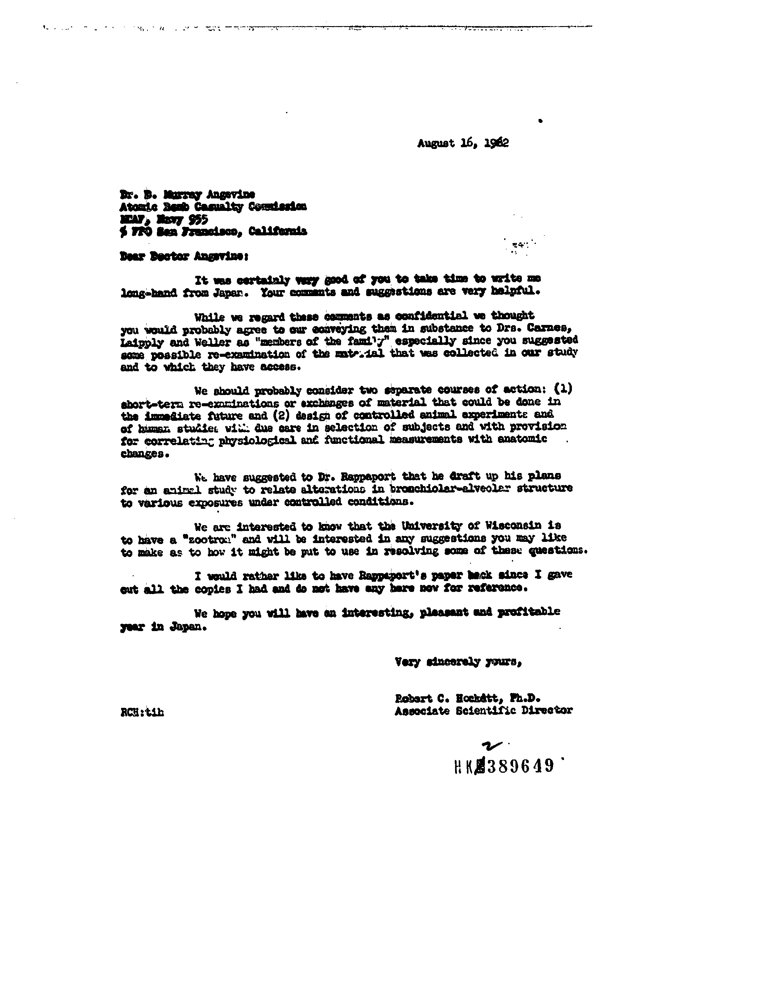 August 16, 1962
Dr. D. Murray Angevine
Atomic Bomb Casualty Commission
MCAF, Navy 955
% FPO San Francisco, California
Dear Doctor Angevine:
It was certainly very good of you to take time to write me
long-hand from Japan. Your comments and suggestions are very helpful.
While we regard these comments as confidential we thought
you would probably agree to our conveying them in substance to Drs. Carnes,
Leipply and Weller as "members of the family" especially since you suggested
some possible re-examination of the material that was collected in our study
and to which they have access.
We should probably consider two separate courses of action: (1)
short-term re-examinations or exchanges of material that could be done in
the immediate future and (2) design of controlled animal experiments and
of human studies with due care in selection of subjects and with provision
for correlating physiological and functional measurements with anatomic
changes.
We have suggested to Dr. Rappaport that he draft up his plans
for an animal study to relate alterations in bronchiolar-alveolar structure
to various exposures under controlled conditions.
We are interested to know that the University of Wisconsin is
to have a "zootron" and will be interested in any suggestions you may like
to make as to how it might be put to use in resolving some of these questions.
I would rather like to have Rappaport's paper back since I gave
out all the copies I had and do not have any here now for reference.
We hope you will have an interesting, pleasant and profitable
year in Japan.
Very sincerely yours,
Robert C. Hockett, Ph.D.
RCH:tih Associate Scientific Director
2
HK 389649